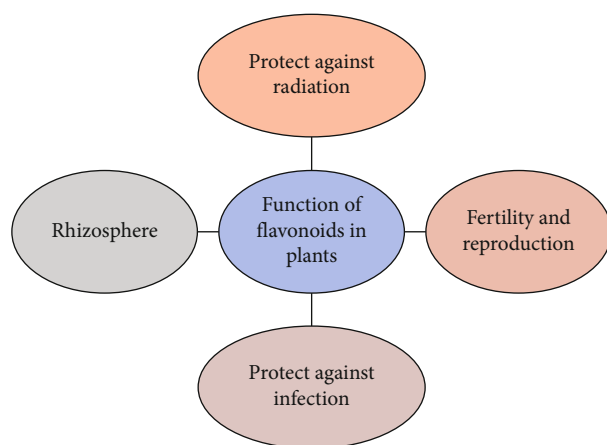 Protect against
radiation
Rhizosphere
Function of
flavonoids in
plants
Fertility and
reproduction
Protect against
infection